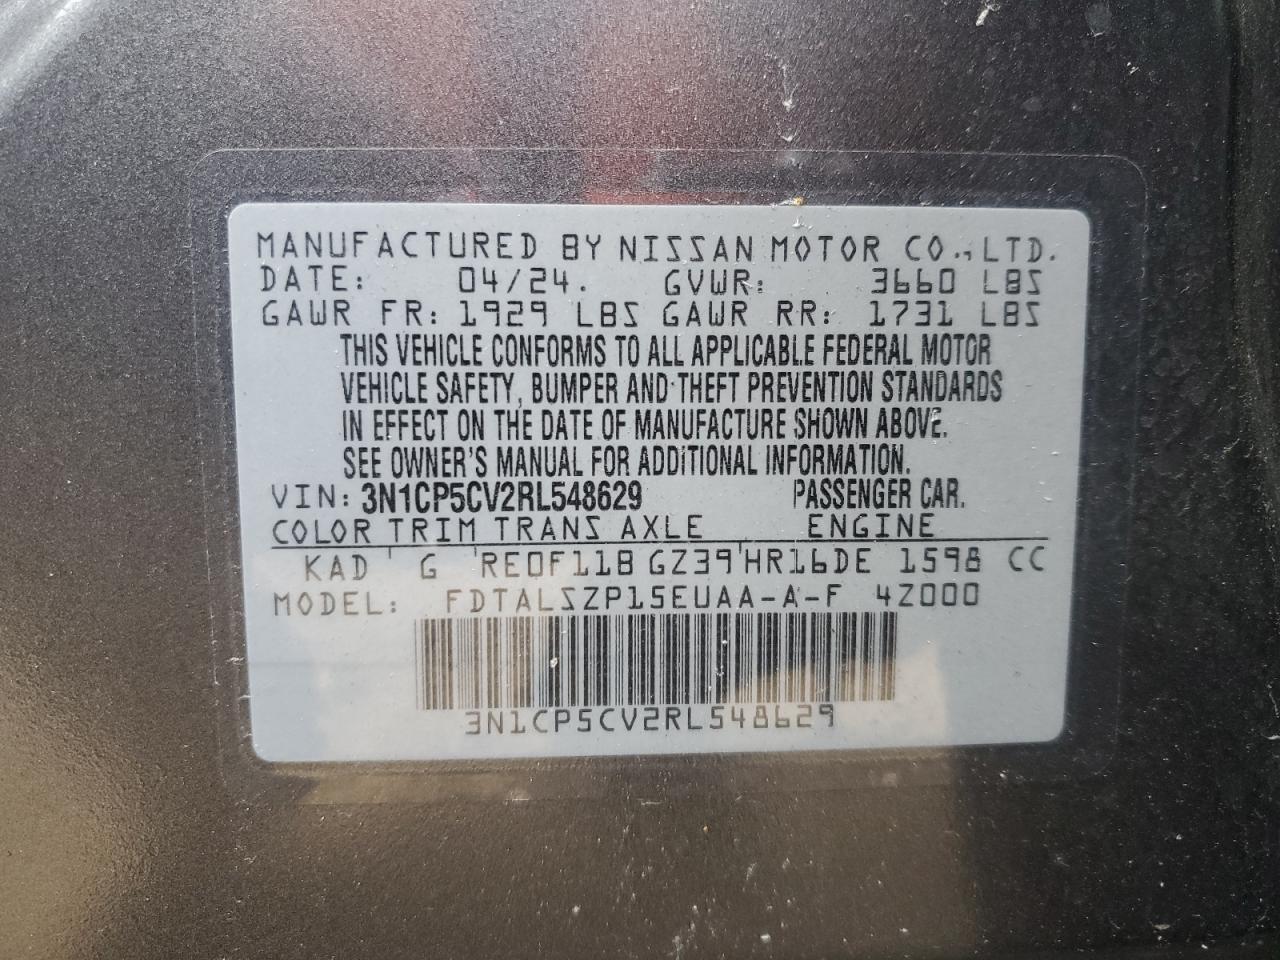 MANUFACTURED BY NISSAN MOTOR CO., LTD.
DATE: 04/24. GVWR: 3660 LBS
GAWR FR: 1929 LBS GAWR RR: 1731 LBS
THIS VEHICLE CONFORMS TO ALL APPLICABLE FEDERAL MOTOR
VEHICLE SAFETY, BUMPER AND THEFT PREVENTION STANDARDS
IN EFFECT ON THE DATE OF MANUFACTURE SHOWN ABOVE.
SEE OWNER'S MANUAL FOR ADDITIONAL INFORMATION.
VIN: 3N1CP5CV2RL548629 PASSENGER CAR.
COLOR TRIM TRANS AXLE ENGINE
KAD G RE0F11B GZ39 HR16DE 1598 CC
MODEL: FDTALSZP15EUAA-A-F 4Z000
3N1CP5CV2RL548629